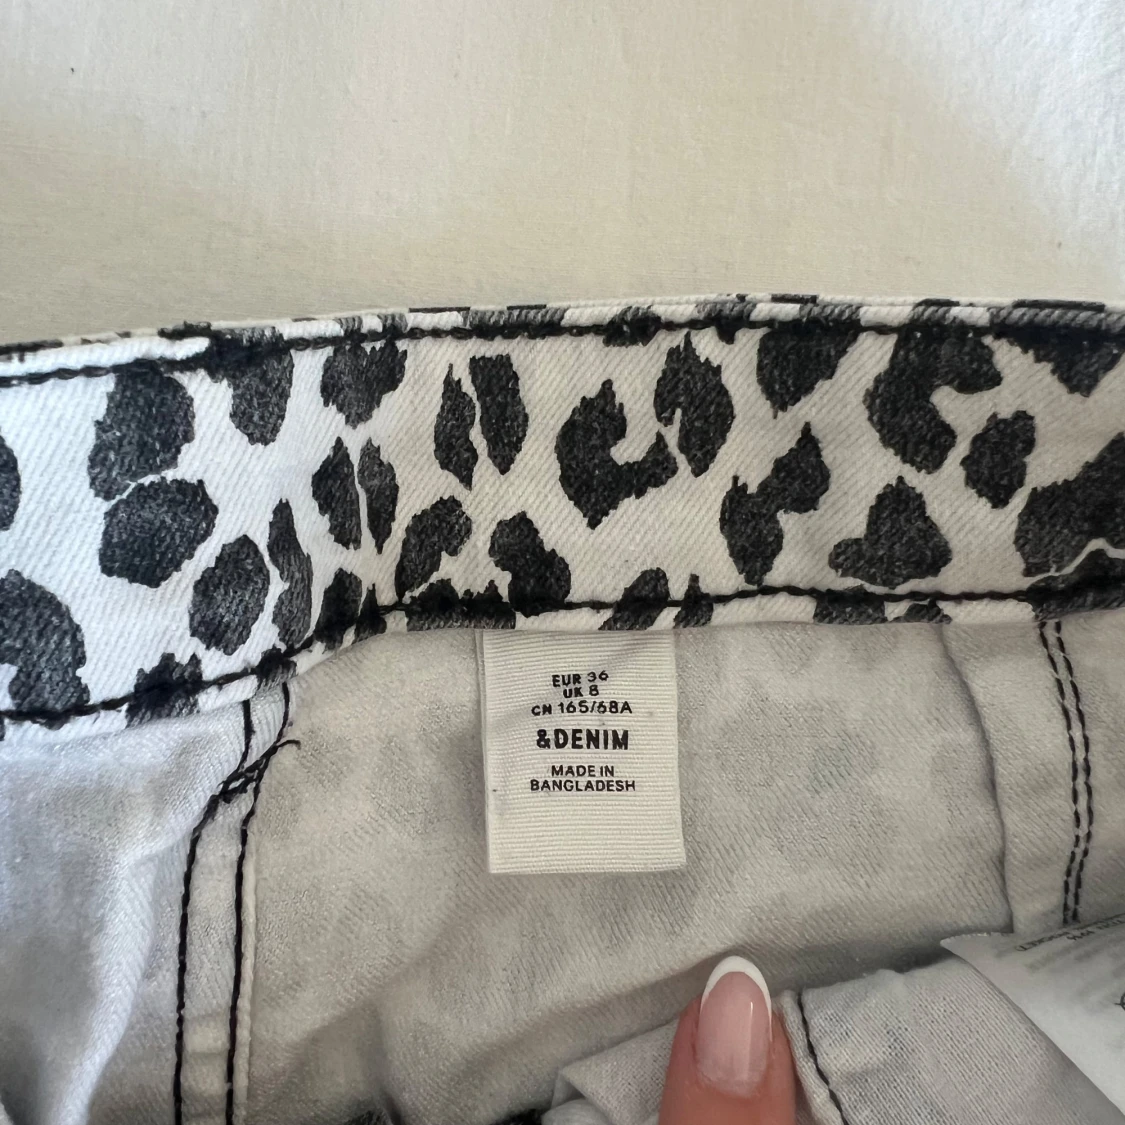 EUR 36
UK 8
CN 165/68A
&DENIM
MADE IN
BANGLADESH